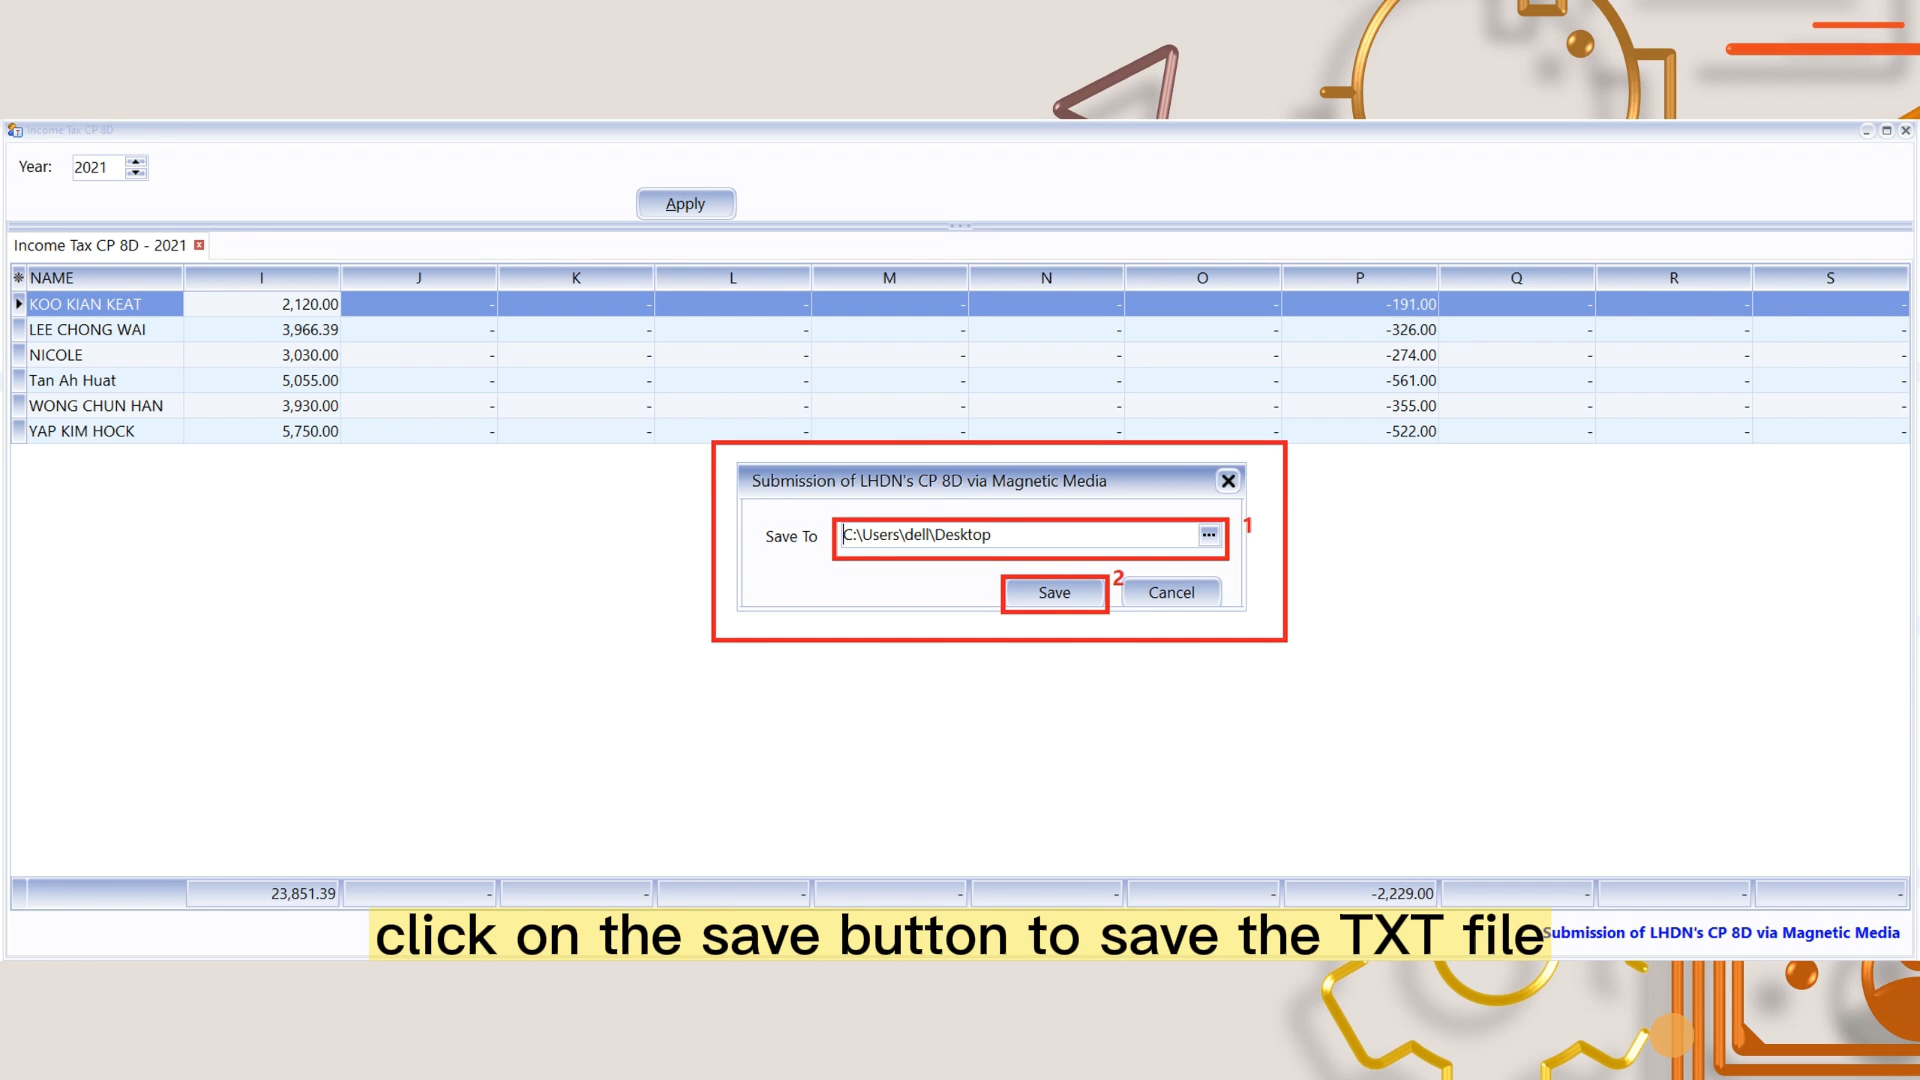 Income Tax CP 8D
Year: 2021
Apply
Income Tax CP 8D - 2021
NAME I J K L M N O P Q R S
KOO KIAN KEAT 2,120.00 - - - - - - -191.00 - - -
LEE CHONG WAI 3,966.39 - - - - - - -326.00 - - -
NICOLE 3,030.00 - - - - - - -274.00 - - -
Tan Ah Huat 5,055.00 - - - - - - -561.00 - - -
WONG CHUN HAN 3,930.00 - - - - - - -355.00 - - -
YAP KIM HOCK 5,750.00 - - - - - - -522.00 - - -
Submission of LHDN's CP 8D via Magnetic Media
Save To C:\Users\dell\Desktop ... 1
Save 2 Cancel
23,851.39 - - - - - - -2,229.00 - - -
click on the save button to save the TXT file
Submission of LHDN's CP 8D via Magnetic Media